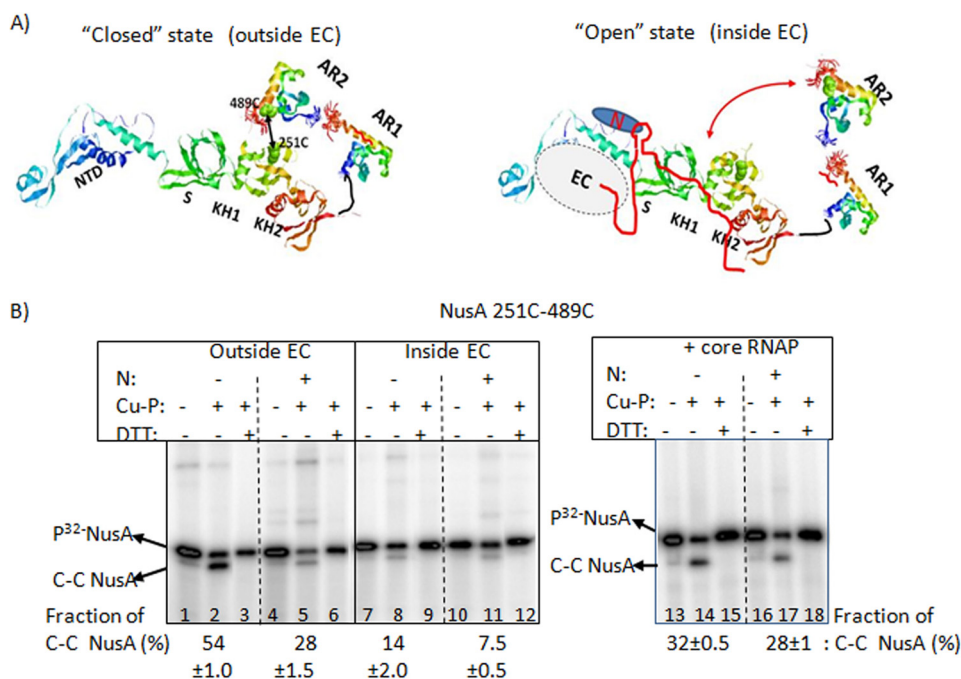 A)
“Closed” state (outside EC)
“Open” state (inside EC)
AR2
489C
AR1
251C
NTD
S
KH1
KH2
N
EC
S
KH1
KH2
AR2
AR1
B)
NusA 251C-489C
Outside EC
Inside EC
N: - + - +
Cu-P: - + + - + + - + + - + +
DTT: + + + +
+ core RNAP
N: - +
Cu-P: - + + - + +
DTT: + +
P³²-NusA
C-C NusA
1 2 3 4 5 6 7 8 9 10 11 12
P³²-NusA
C-C NusA
13 14 15 16 17 18
Fraction of
C-C NusA (%)
54 28 14 7.5
±1.0 ±1.5 ±2.0 ±0.5
Fraction of
32±0.5 28±1 : C-C NusA (%)